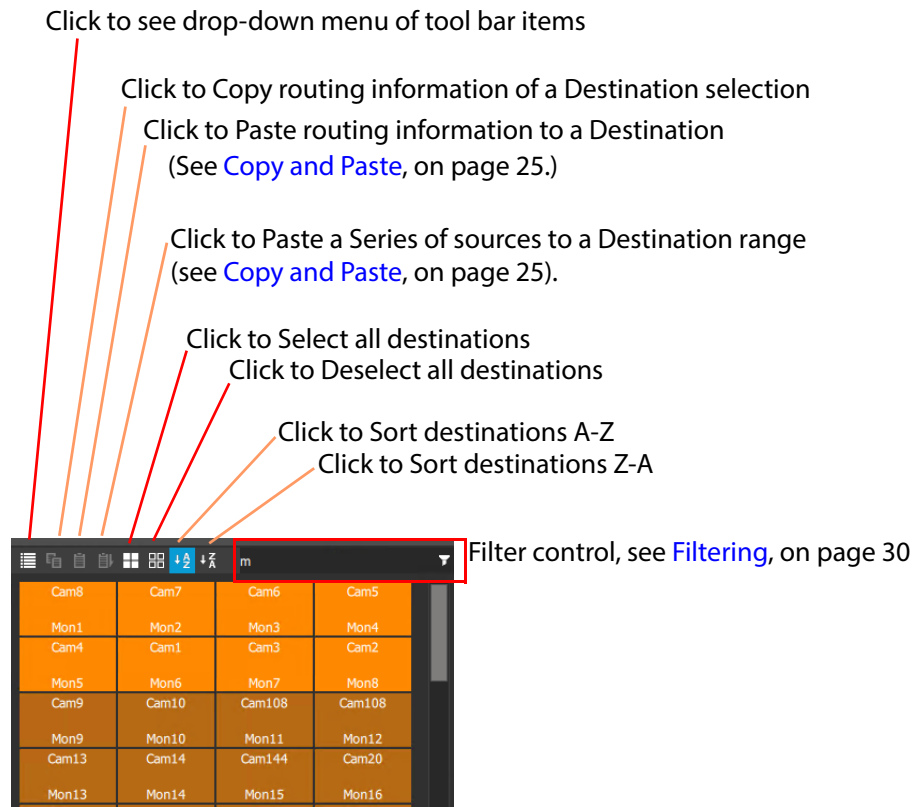 Click to see drop-down menu of tool bar items
Click to Copy routing information of a Destination selection
Click to Paste routing information to a Destination
(See Copy and Paste, on page 25.)
Click to Paste a Series of sources to a Destination range
(see Copy and Paste, on page 25).
Click to Select all destinations
Click to Deselect all destinations
Click to Sort destinations A-Z
Click to Sort destinations Z-A
A Z Z A m
Filter control, see Filtering, on page 30
Cam8 Cam7 Cam6 Cam5
Mon1 Mon2 Mon3 Mon4
Cam4 Cam1 Cam3 Cam2
Mon5 Mon6 Mon7 Mon8
Cam9 Cam10 Cam108 Cam108
Mon9 Mon10 Mon11 Mon12
Cam13 Cam14 Cam144 Cam20
Mon13 Mon14 Mon15 Mon16